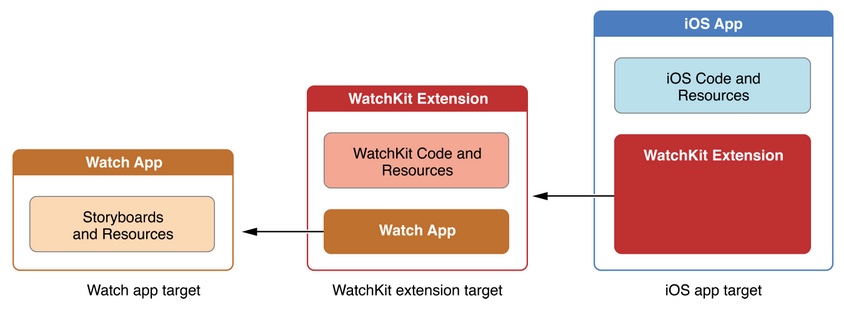 Watch App
Storyboards
and Resources
Watch app target
WatchKit Extension
WatchKit Code and
Resources
Watch App
WatchKit extension target
iOS App
iOS Code and
Resources
WatchKit Extension
iOS app target